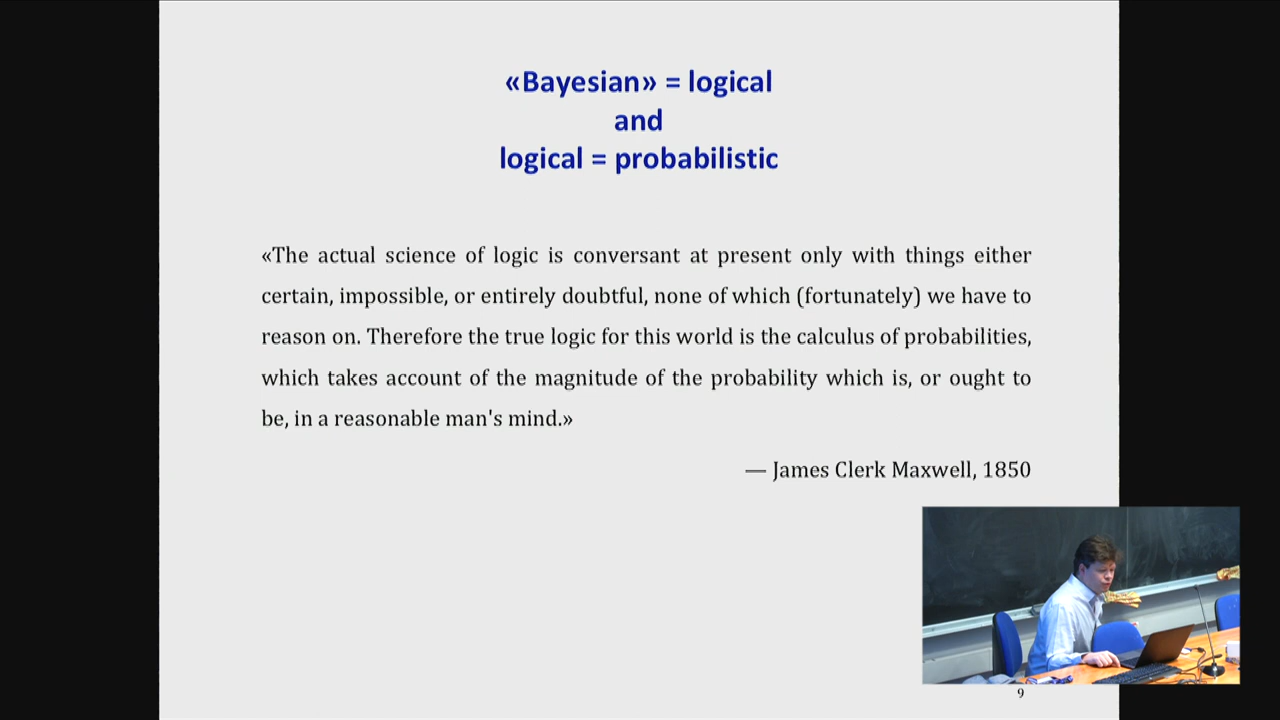 «Bayesian» = logical
and
logical = probabilistic
«The actual science of logic is conversant at present only with things either
certain, impossible, or entirely doubtful, none of which (fortunately) we have to
reason on. Therefore the true logic for this world is the calculus of probabilities,
which takes account of the magnitude of the probability which is, or ought to
be, in a reasonable man's mind.»
— James Clerk Maxwell, 1850
9